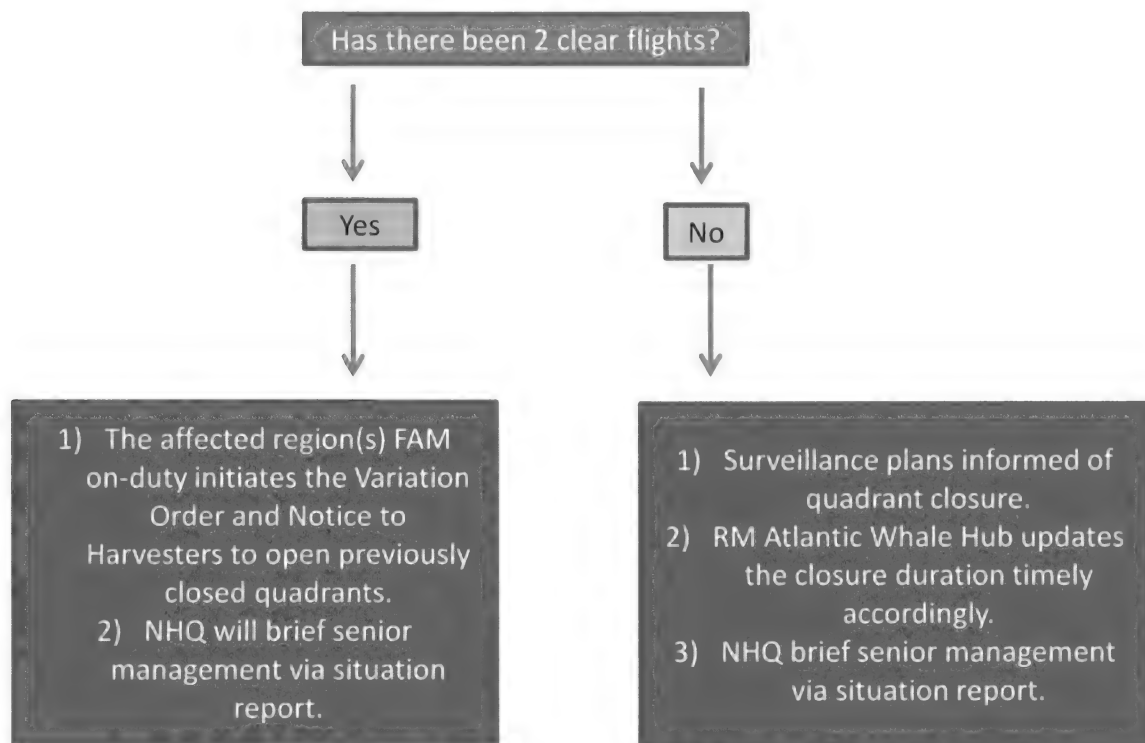 Has there been 2 clear flights?
Yes
No
1) The affected region(s) FAM
on-duty initiates the Variation
Order and Notice to
Harvesters to open previously
closed quadrants.
2) NHQ will brief senior
management via situation
report.
1) Surveillance plans informed of
quadrant closure.
2) RM Atlantic Whale Hub updates
the closure duration timely
accordingly.
3) NHQ brief senior management
via situation report.